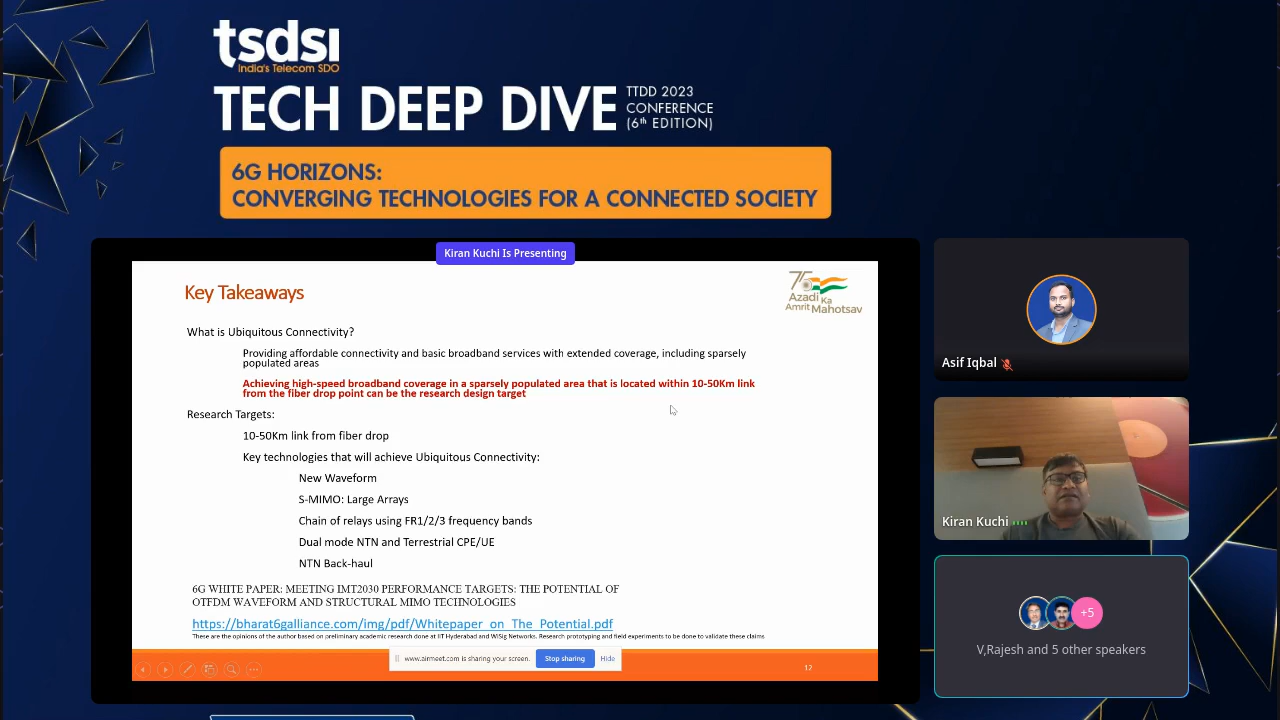 tsdsi
India's Telecom SDO
TECH DEEP DIVE
TTDD 2023
CONFERENCE
(6th EDITION)
6G HORIZONS:
CONVERGING TECHNOLOGIES FOR A CONNECTED SOCIETY
Kiran Kuchi Is Presenting
Key Takeaways
75
Azadi Ka
Amrit Mahotsav
What is Ubiquitous Connectivity?
Providing affordable connectivity and basic broadband services with extended coverage, including sparsely
populated areas
Achieving high-speed broadband coverage in a sparsely populated area that is located within 10-50Km link
from the fiber drop point can be the research design target
Research Targets:
10-50Km link from fiber drop
Key technologies that will achieve Ubiquitous Connectivity:
New Waveform
S-MIMO: Large Arrays
Chain of relays using FR1/2/3 frequency bands
Dual mode NTN and Terrestrial CPE/UE
NTN Back-haul
6G WHITE PAPER: MEETING IMT2030 PERFORMANCE TARGETS: THE POTENTIAL OF
OTFDM WAVEFORM AND STRUCTURAL MIMO TECHNOLOGIES
https://bharat6galliance.com/img/pdf/Whitepaper_on_The_Potential.pdf
These are the opinions of the author based on preliminary academic research done at IIT Hyderabad and WiSig Networks. Research prototyping and field experiments to be done to validate these claims.
www.airmeet.com is sharing your screen.
Stop sharing
Hide
12
Asif Iqbal
Kiran Kuchi
+5
V,Rajesh and 5 other speakers